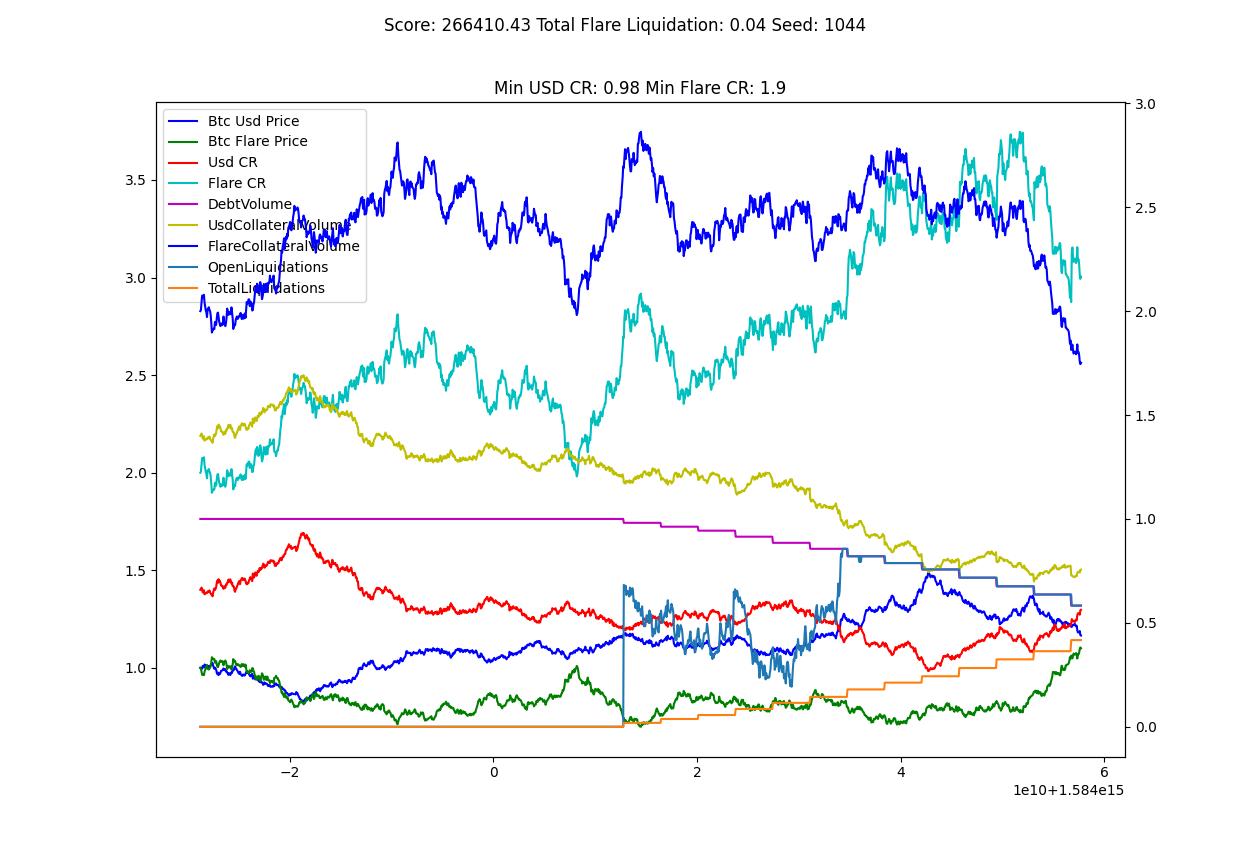 Score: 266410.43 Total Flare Liquidation: 0.04 Seed: 1044
Min USD CR: 0.98 Min Flare CR: 1.9
Btc Usd Price
Btc Flare Price
Usd CR
Flare CR
DebtVolume
UsdCollateralVolume
FlareCollateralVolume
OpenLiquidations
TotalLiquidations
3.5
3.0
2.5
2.0
1.5
1.0
3.0
2.5
2.0
1.5
1.0
0.5
0.0
−2 0 2 4 6
1e10+1.584e15